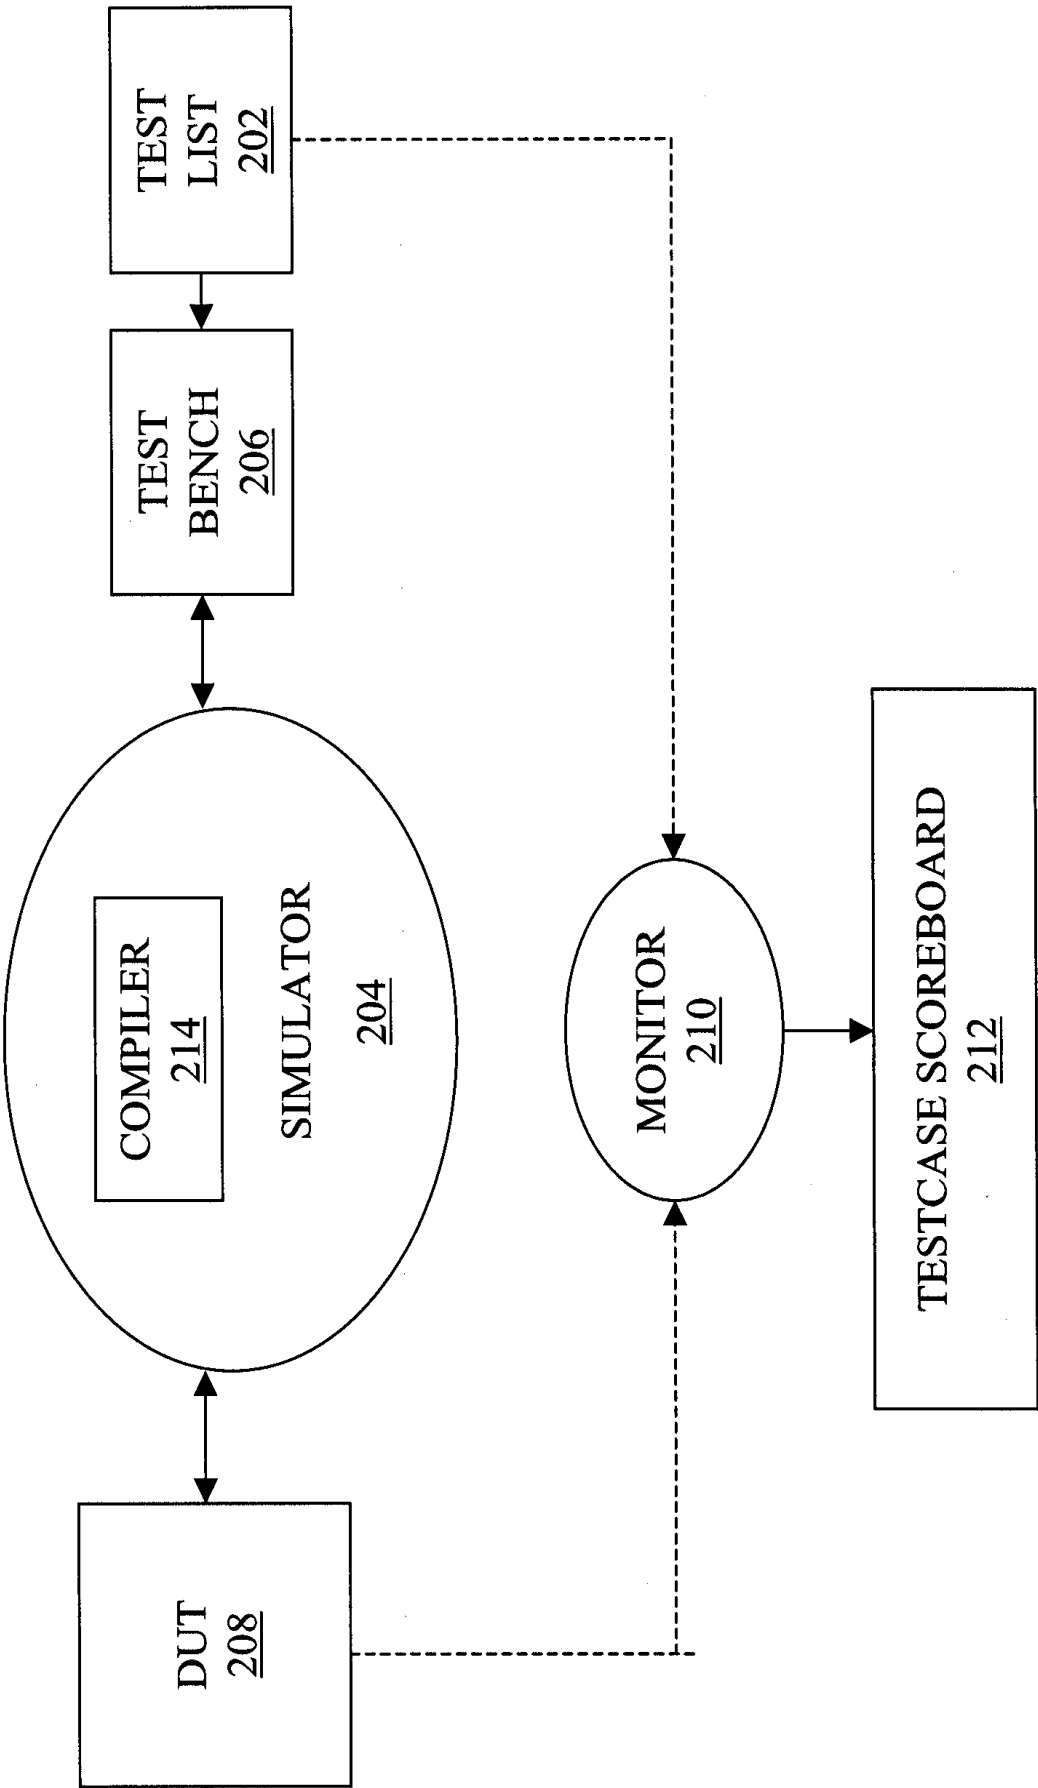 DUT
208
COMPILER
214
SIMULATOR
204
TEST
BENCH
206
TEST
LIST
202
MONITOR
210
TESTCASE SCOREBOARD
212